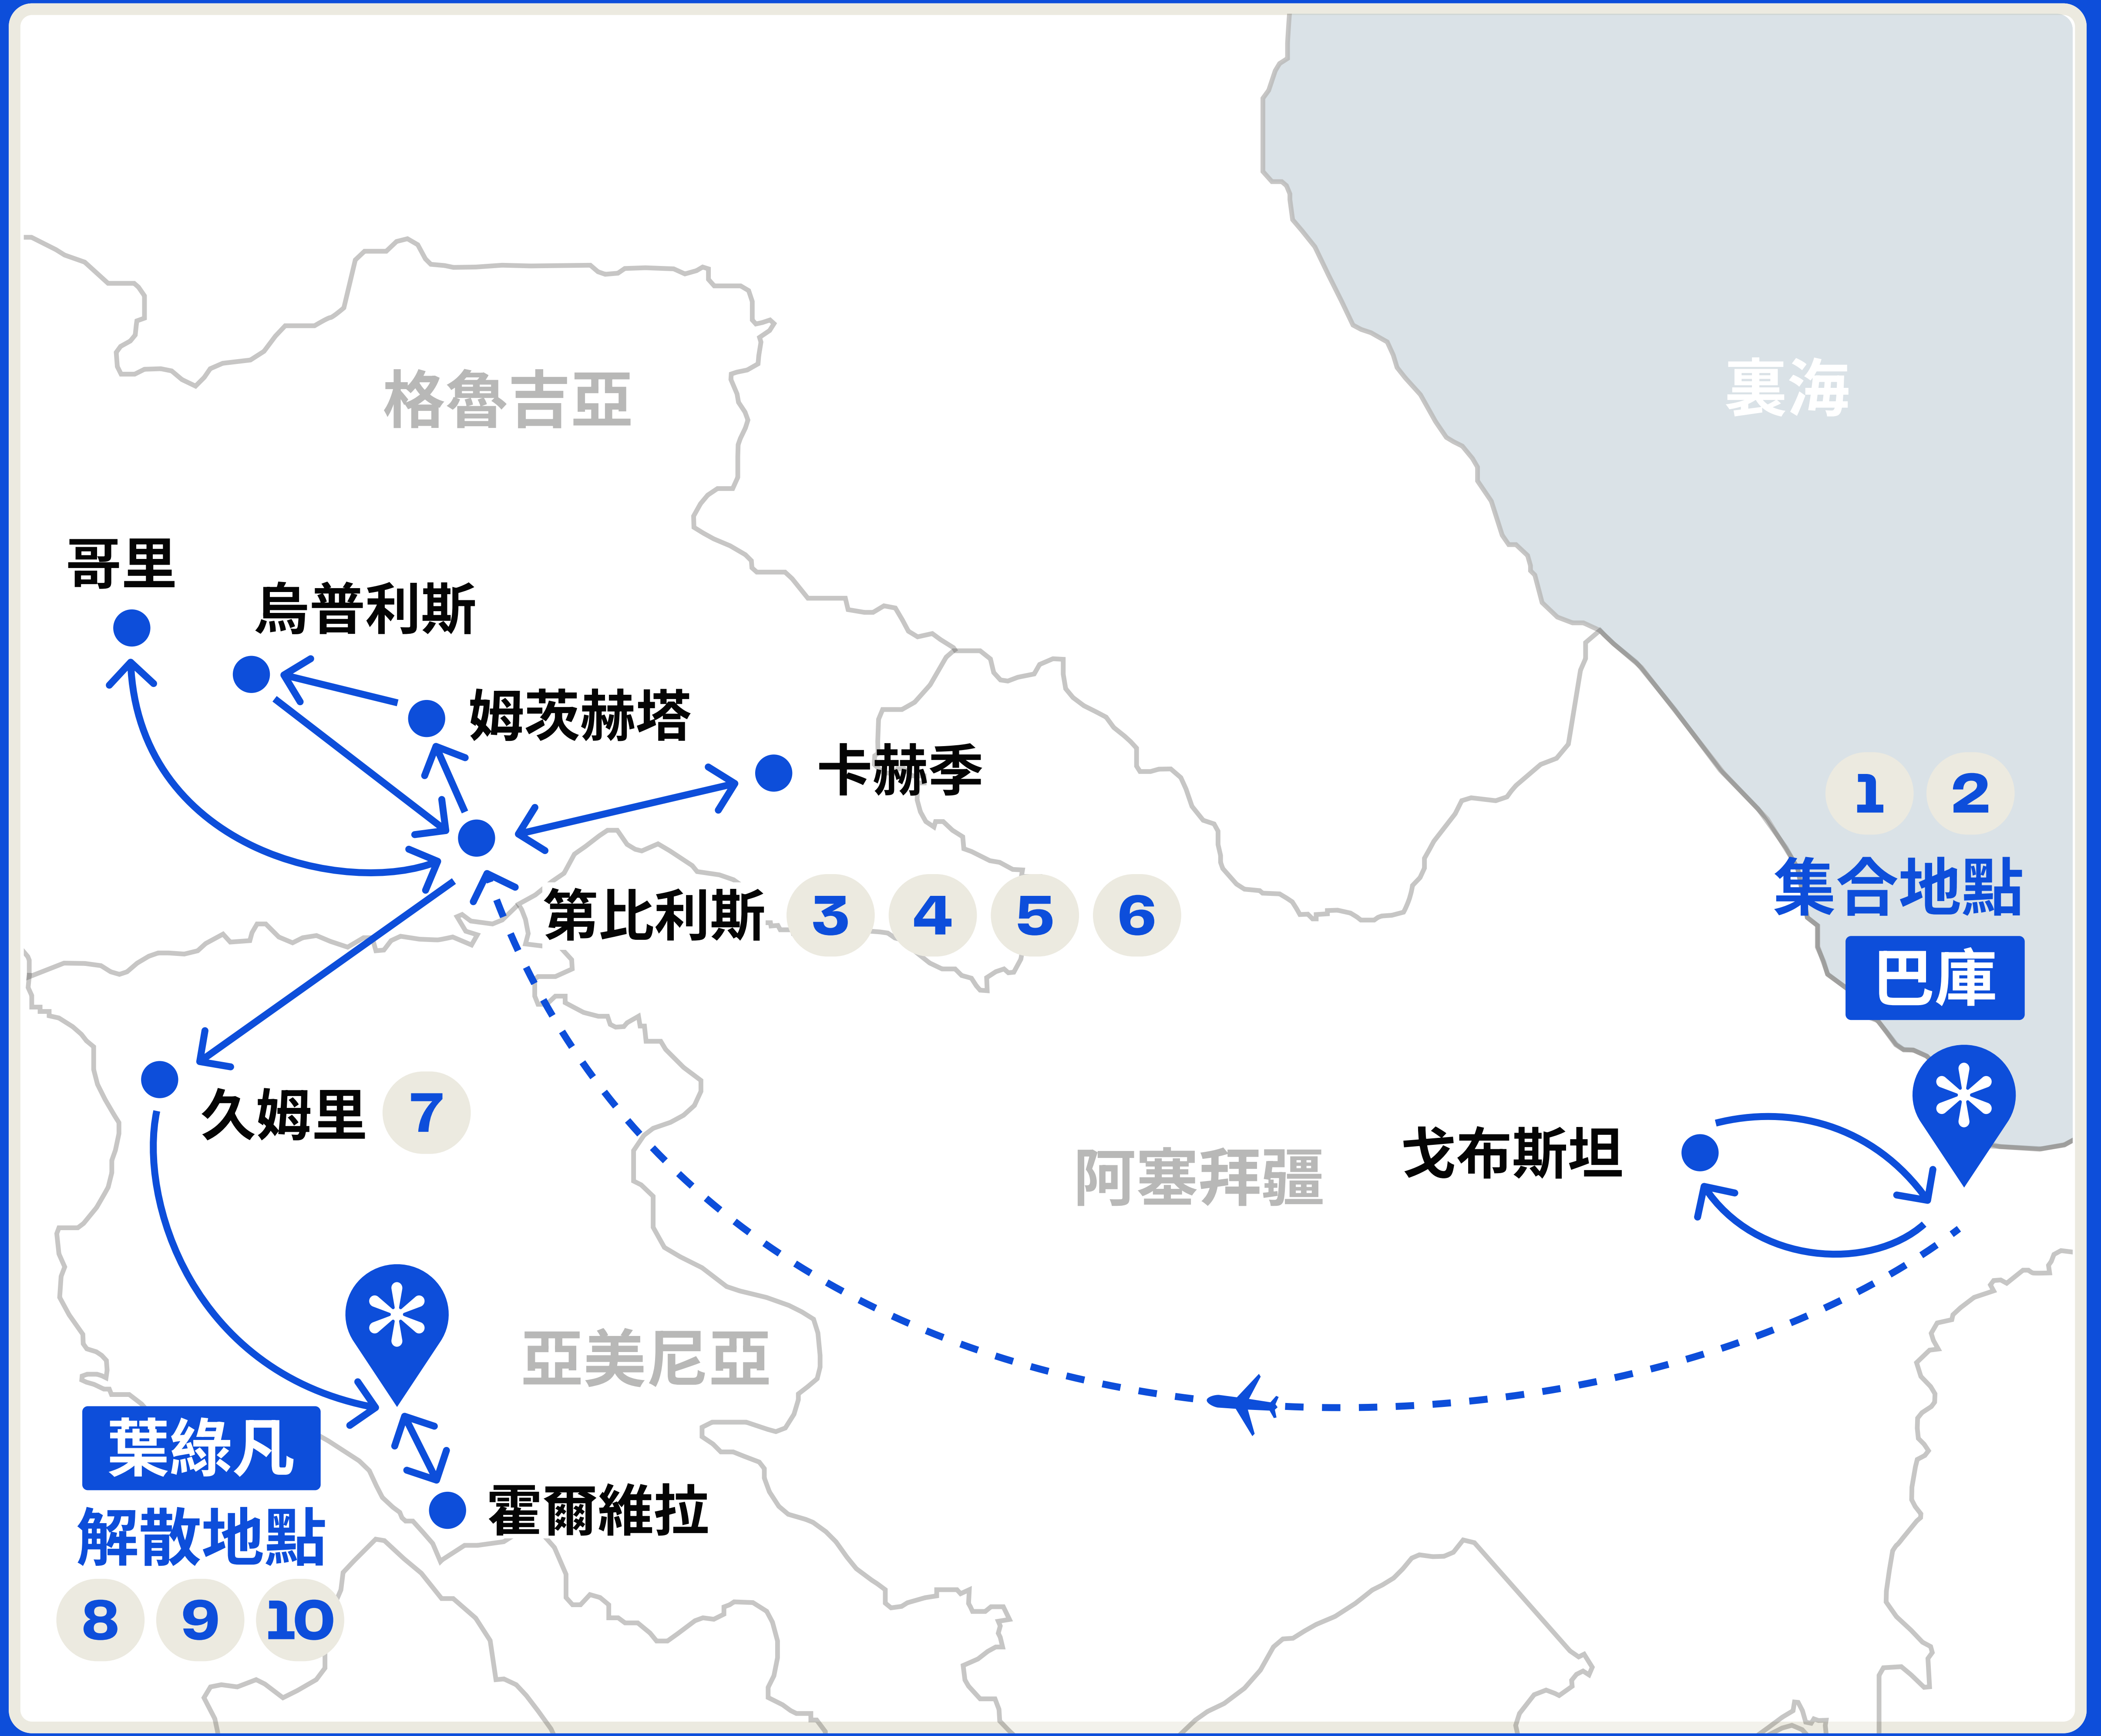 格魯吉亞
裏海
哥里
烏普利斯
姆茨赫塔
卡赫季
1 2
集合地點
巴庫
第比利斯 3 4 5 6
久姆里 7
阿塞拜疆
戈布斯坦
亞美尼亞
葉綠凡
解散地點
8 9 10
霍爾維拉